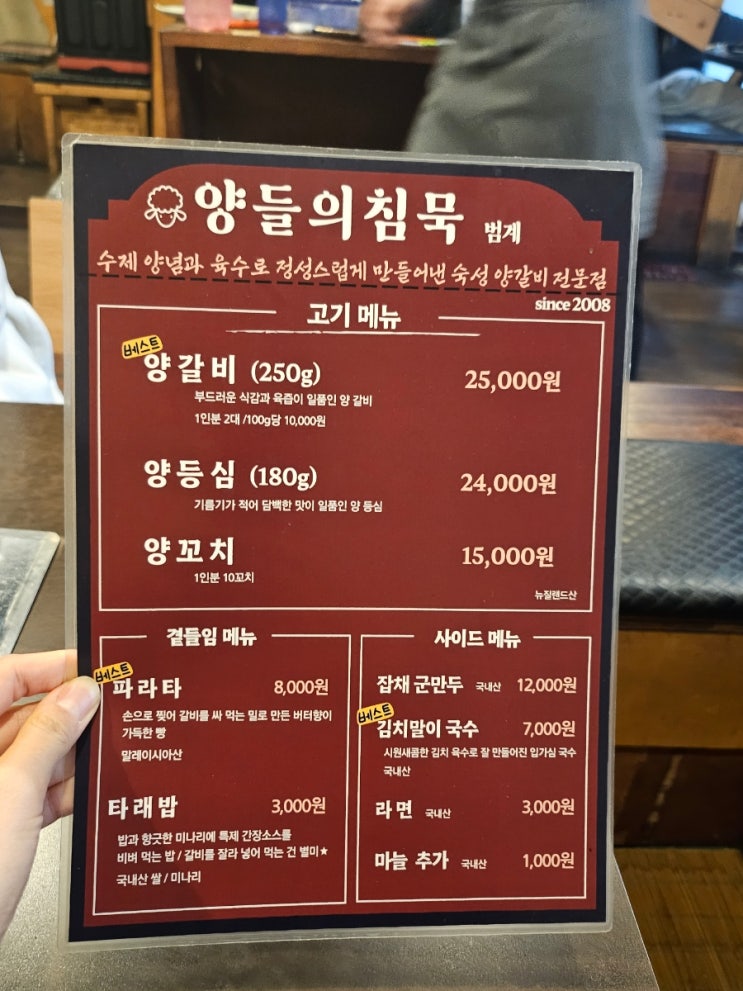 양들의침묵 범계
수제 양념과 육수로 정성스럽게 만들어낸 숙성 양갈비 전문점
since 2008
고기 메뉴
베스트
양갈비 (250g) 25,000원
부드러운 식감과 육즙이 일품인 양 갈비
1인분 2대 /100g당 10,000원
양등심 (180g) 24,000원
기름기가 적어 담백한 맛이 일품인 양 등심
양꼬치 15,000원
1인분 10꼬치
뉴질랜드산
곁들임 메뉴
베스트
파라타 8,000원
손으로 찢어 갈비를 싸 먹는 밀로 만든 버터향이
가득한 빵
말레이시아산
타래밥 3,000원
밥과 향긋한 미나리에 특제 간장소스를
비벼 먹는 밥 / 갈비를 잘라 넣어 먹는 건 별미★
국내산 쌀 / 미나리
사이드 메뉴
잡채 군만두 국내산 12,000원
베스트
김치말이 국수 7,000원
시원새콤한 김치 육수로 잘 만들어진 입가심 국수
국내산
라면 국내산 3,000원
마늘 추가 국내산 1,000원